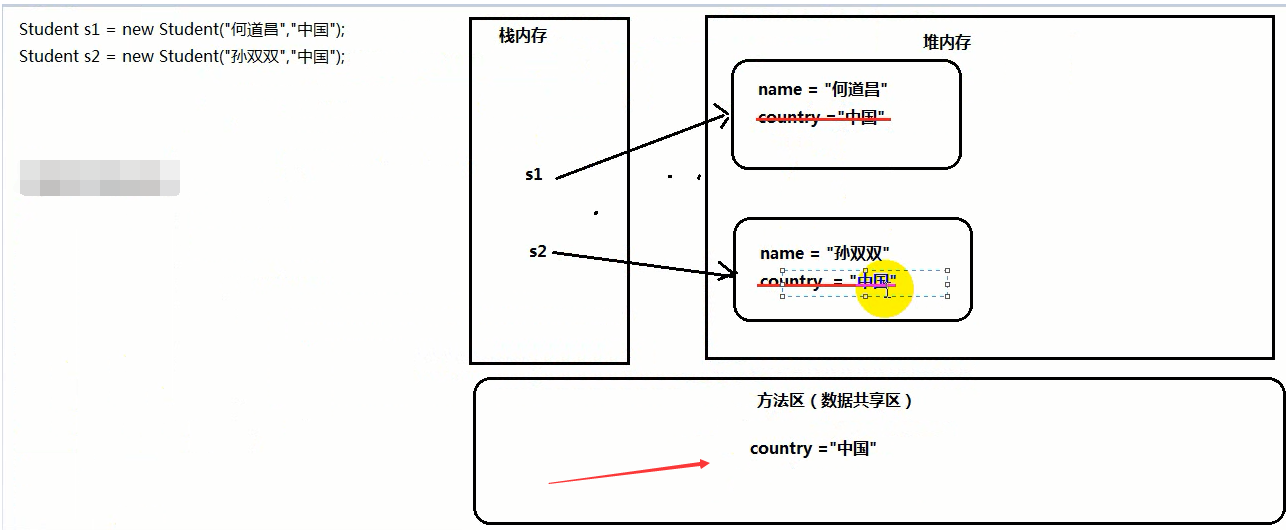 Student s1 = new Student("何道昌","中国");
Student s2 = new Student("孙双双","中国");
栈内存
s1
s2
堆内存
name = "何道昌"
country ="中国"
name = "孙双双"
country = "中国"
方法区（数据共享区）
country ="中国"